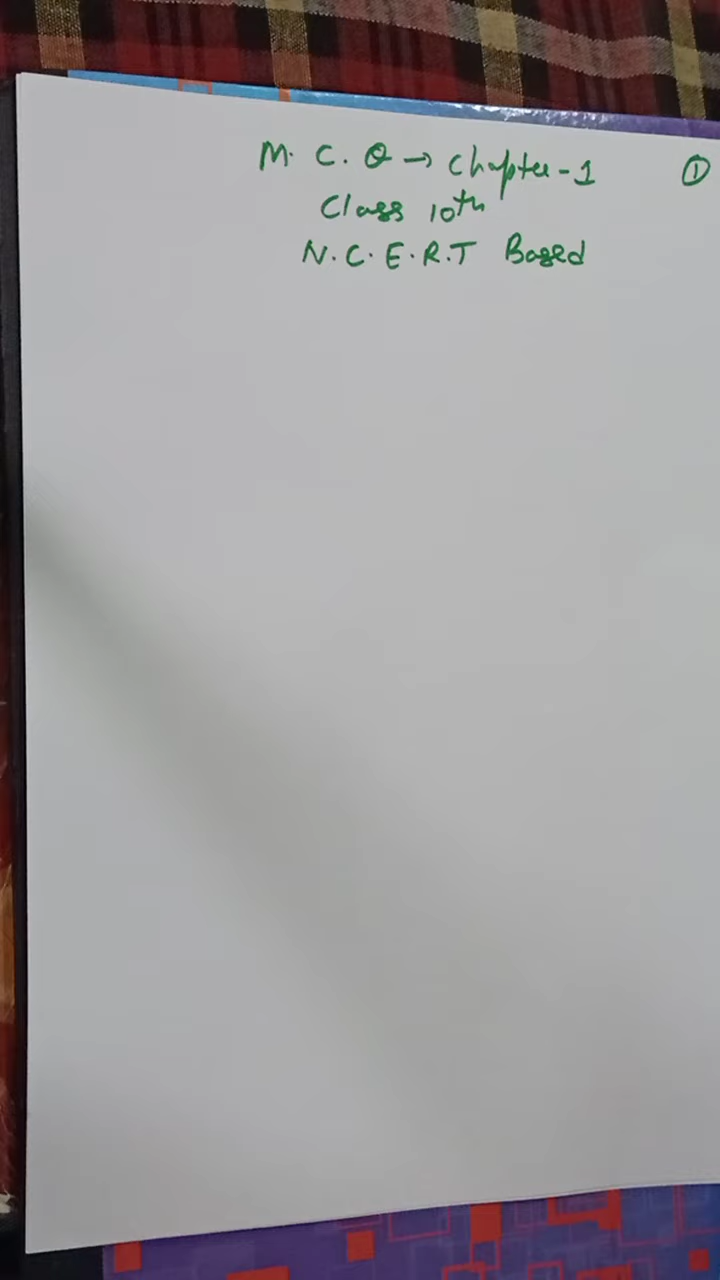 M. C. Q → Chapter-1 ①
Class 10th
N.C.E.R.T Based